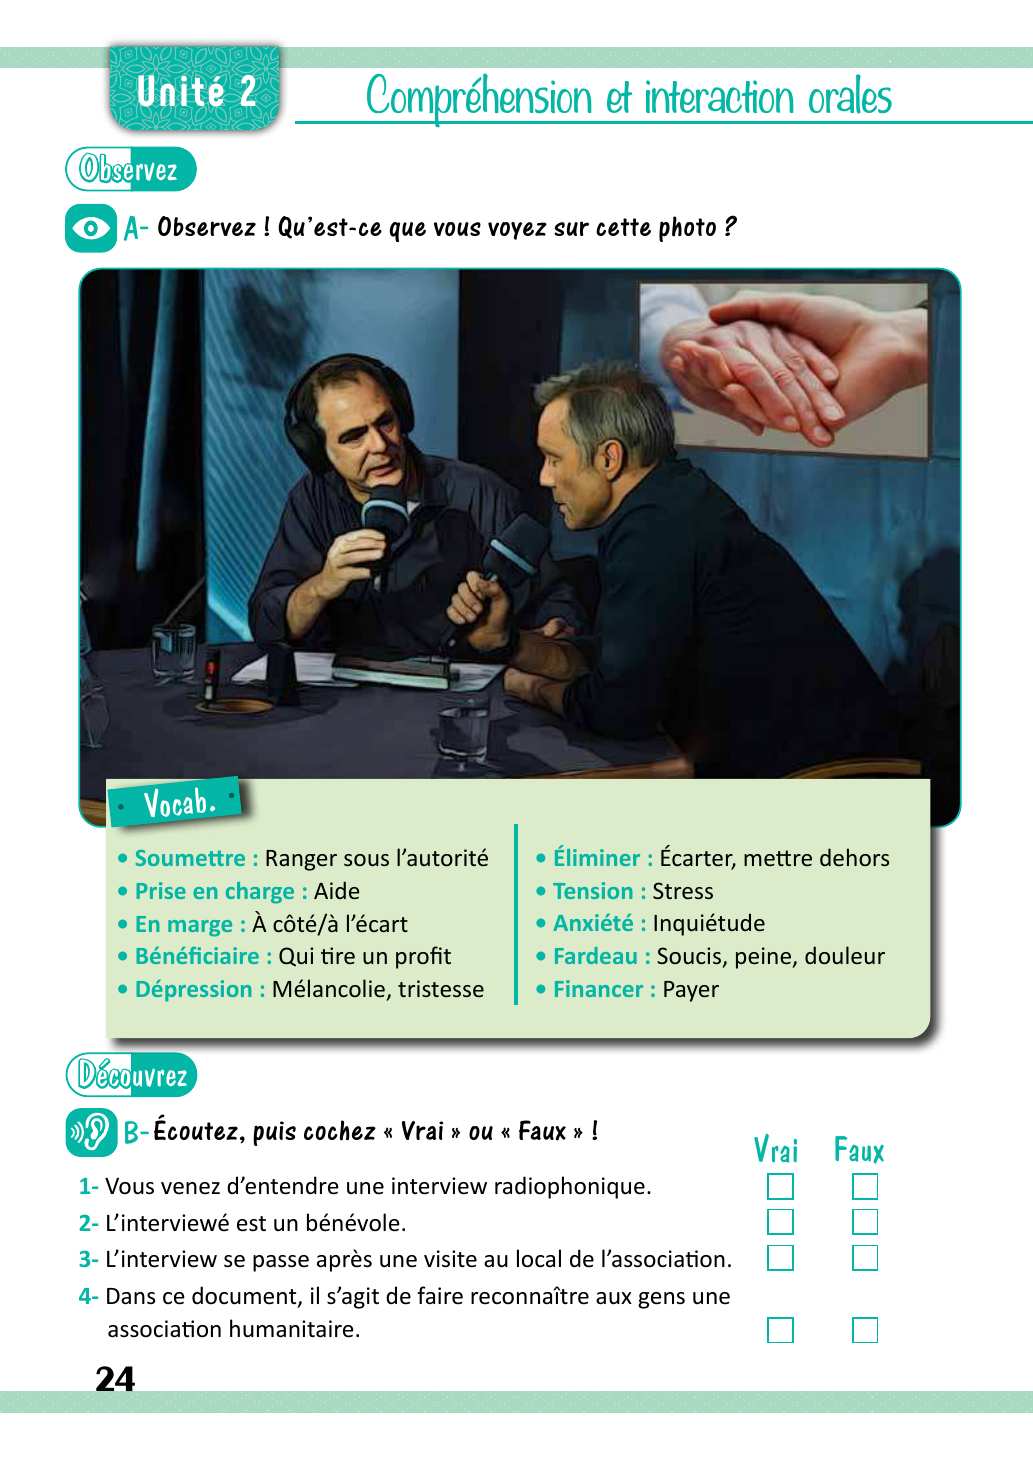 Unité 2
Compréhension et interaction orales
Observez
A- Observez ! Qu’est-ce que vous voyez sur cette photo ?
Vocab.
• Soumettre : Ranger sous l’autorité
• Prise en charge : Aide
• En marge : À côté/à l’écart
• Bénéficiaire : Qui tire un profit
• Dépression : Mélancolie, tristesse
• Éliminer : Écarter, mettre dehors
• Tension : Stress
• Anxiété : Inquiétude
• Fardeau : Soucis, peine, douleur
• Financer : Payer
Découvrez
B- Écoutez, puis cochez « Vrai » ou « Faux » !
Vrai Faux
1- Vous venez d’entendre une interview radiophonique.
2- L’interviewé est un bénévole.
3- L’interview se passe après une visite au local de l’association.
4- Dans ce document, il s’agit de faire reconnaître aux gens une
association humanitaire.
24